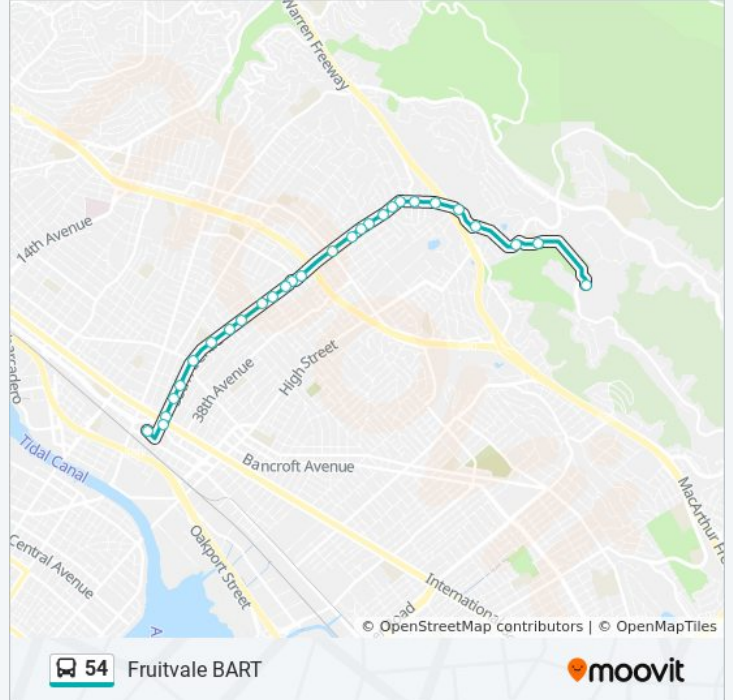 Warren Freeway
14th Avenue
38th Avenue
High Street
Tidal Canal
Bancroft Avenue
Central Avenue
Oakport Street
MacArthur Fre
International
© OpenStreetMap contributors | © OpenMapTiles
54 Fruitvale BART
moovit